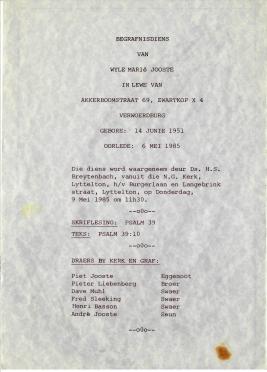 BEGRAFNISDIENS
VAN
WYLE MARIé JOOSTE
IN LEWE VAN
AKKERBOOMSTRAAT 69, ZWARTKOP X 4
VERWOERDBURG
GEBORE: 14 JUNIE 1951
OORLEDE: 6 MEI 1985
Die diens word waargeneem deur Ds. H.S.
Breytenbach, vanuit die N.G. Kerk,
Lyttelton, h/v Burgerlaan en Langebrink
straat, Lyttelton, op Donderdag,
9 Mei 1985 om 11h30.
--oOo--
SKRIFLESING: PSALM 39
TEKS: PSALM 39:10
--oOo--
DRAERS BY KERK EN GRAF:
Piet Jooste Eggenoot
Pieter Liebenberg Broer
Dave Muhl Swaer
Fred Sleeking Swaer
Henri Basson Swaer
André Jooste Seun
--oOo--